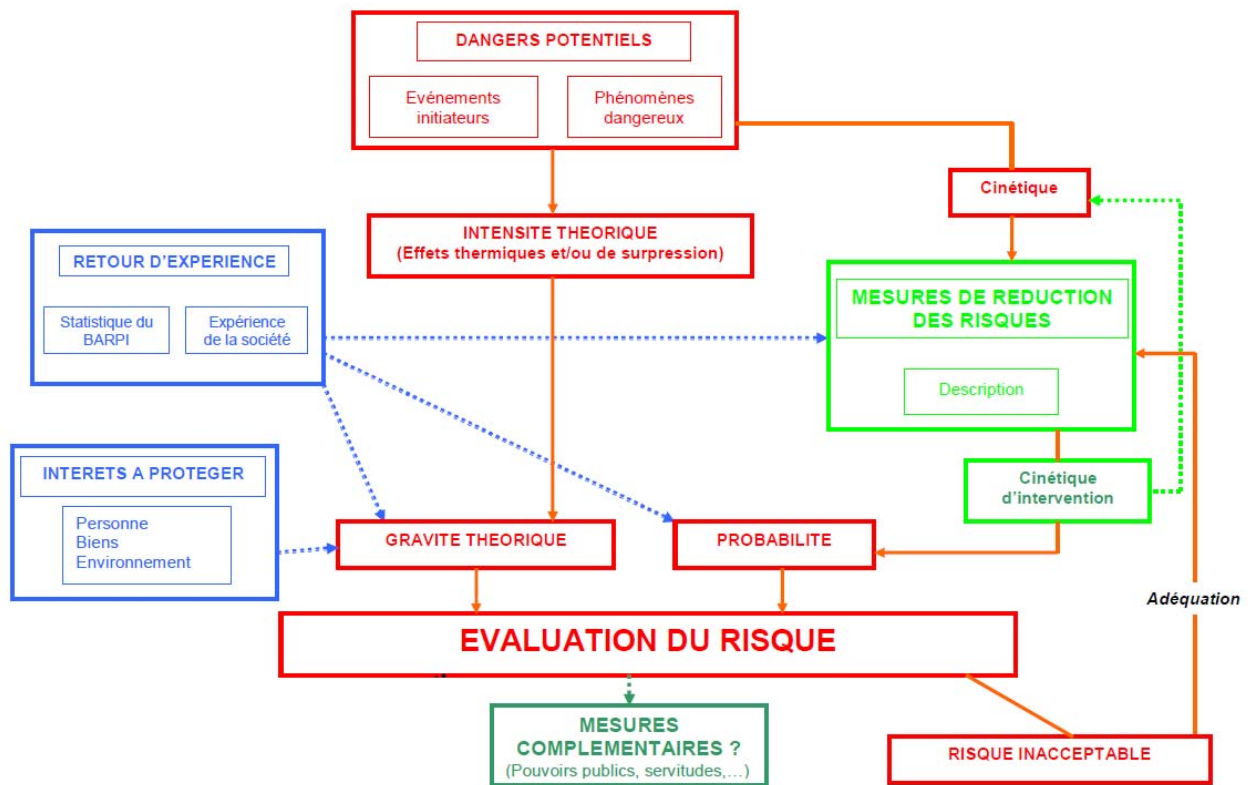 DANGERS POTENTIELS
Evénements
initiateurs
Phénomènes
dangereux
Cinétique
INTENSITE THEORIQUE
(Effets thermiques et/ou de surpression)
RETOUR D'EXPERIENCE
Statistique du
BARPI
Expérience
de la société
MESURES DE REDUCTION
DES RISQUES
Description
INTERETS A PROTEGER
Personne
Biens
Environnement
Cinétique
d'intervention
GRAVITE THEORIQUE
PROBABILITE
Adéquation
EVALUATION DU RISQUE
MESURES
COMPLEMENTAIRES ?
(Pouvoirs publics, servitudes,...)
RISQUE INACCEPTABLE